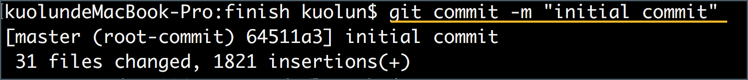 kuolundeMacBook-Pro:finish kuolun$ git commit -m "initial commit"
[master (root-commit) 64511a3] initial commit
 31 files changed, 1821 insertions(+)